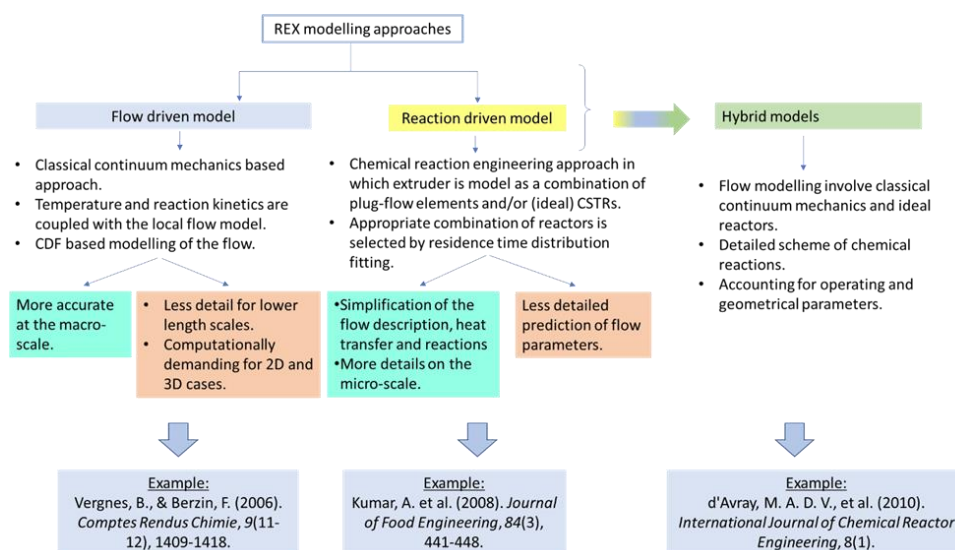 REX modelling approaches
Flow driven model
Reaction driven model
Hybrid models
• Classical continuum mechanics based
approach.
• Temperature and reaction kinetics are
coupled with the local flow model.
• CDF based modelling of the flow.
• Chemical reaction engineering approach in
which extruder is model as a combination of
plug-flow elements and/or (ideal) CSTRs.
• Appropriate combination of reactors is
selected by residence time distribution
fitting.
• Flow modelling involve classical
continuum mechanics and ideal
reactors.
• Detailed scheme of chemical
reactions.
• Accounting for operating and
geometrical parameters.
More accurate
at the macro-
scale.
• Less detail for lower
length scales.
• Computationally
demanding for 2D and
3D cases.
•Simplification of the
flow description, heat
transfer and reactions
•More details on the
micro-scale.
Less detailed
prediction of flow
parameters.
Example:
Vergnes, B., & Berzin, F. (2006).
Comptes Rendus Chimie, 9(11-
12), 1409-1418.
Example:
Kumar, A. et al. (2008). Journal
of Food Engineering, 84(3),
441-448.
Example:
d'Avray, M. A. D. V., et al. (2010).
International Journal of Chemical Reactor
Engineering, 8(1).